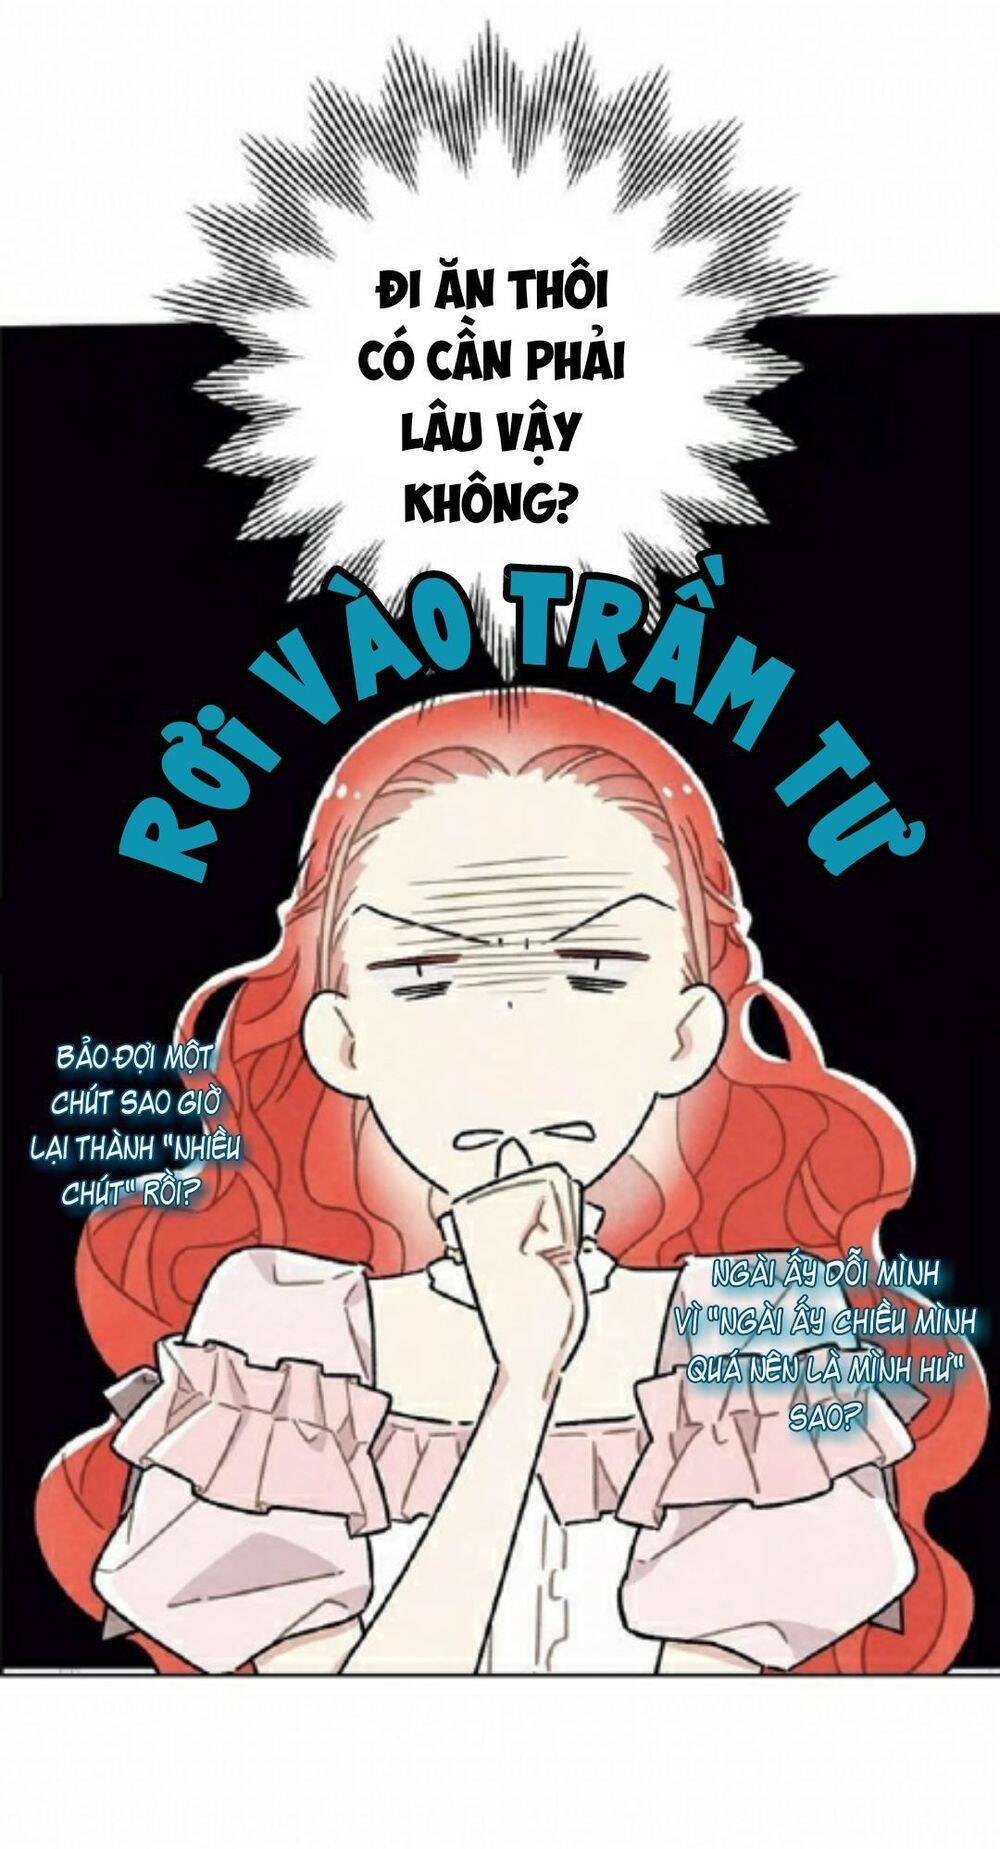 ĐI ĂN THÔI
CÓ CẦN PHẢI
LÂU VẬY
KHÔNG?
RƠI VÀO TRẦM TƯ
BẢO ĐỢI MỘT
CHÚT SAO GIỜ
LẠI THÀNH "NHIỀU
CHÚT" RỒI?
NGÀI ẤY DỖI MÌNH
VÌ "NGÀI ẤY CHIỀU MÌNH
QUÁ NÊN LÀ MÌNH HƯ"
SAO?